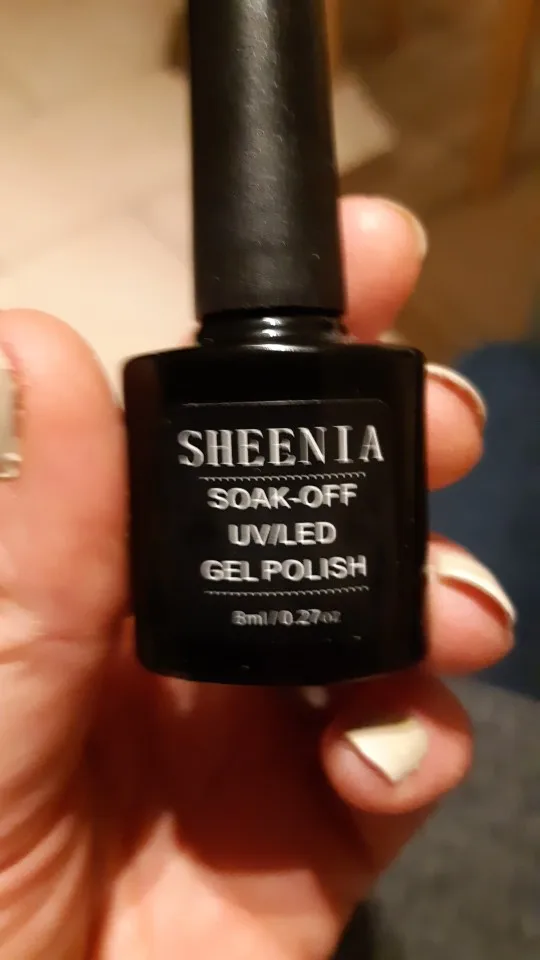 SHEENIA
SOAK-OFF
UV/LED
GEL POLISH
8ml/0.27oz